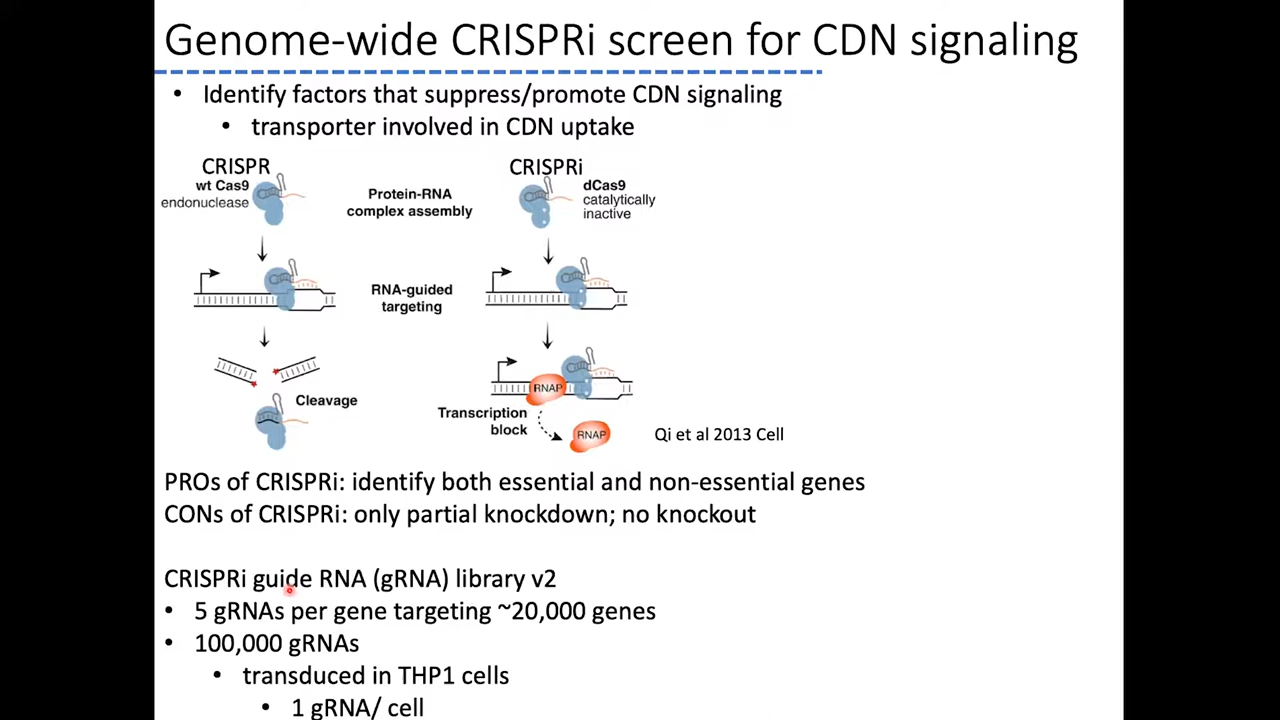 Genome-wide CRISPRi screen for CDN signaling
• Identify factors that suppress/promote CDN signaling
• transporter involved in CDN uptake
CRISPR
wt Cas9
endonuclease
Protein-RNA
complex assembly
CRISPRi
dCas9
catalytically
inactive
RNA-guided
targeting
Cleavage
RNAP
Transcription
block
RNAP
Qi et al 2013 Cell
PROs of CRISPRi: identify both essential and non-essential genes
CONs of CRISPRi: only partial knockdown; no knockout
CRISPRi guide RNA (gRNA) library v2
• 5 gRNAs per gene targeting ~20,000 genes
• 100,000 gRNAs
• transduced in THP1 cells
• 1 gRNA/ cell